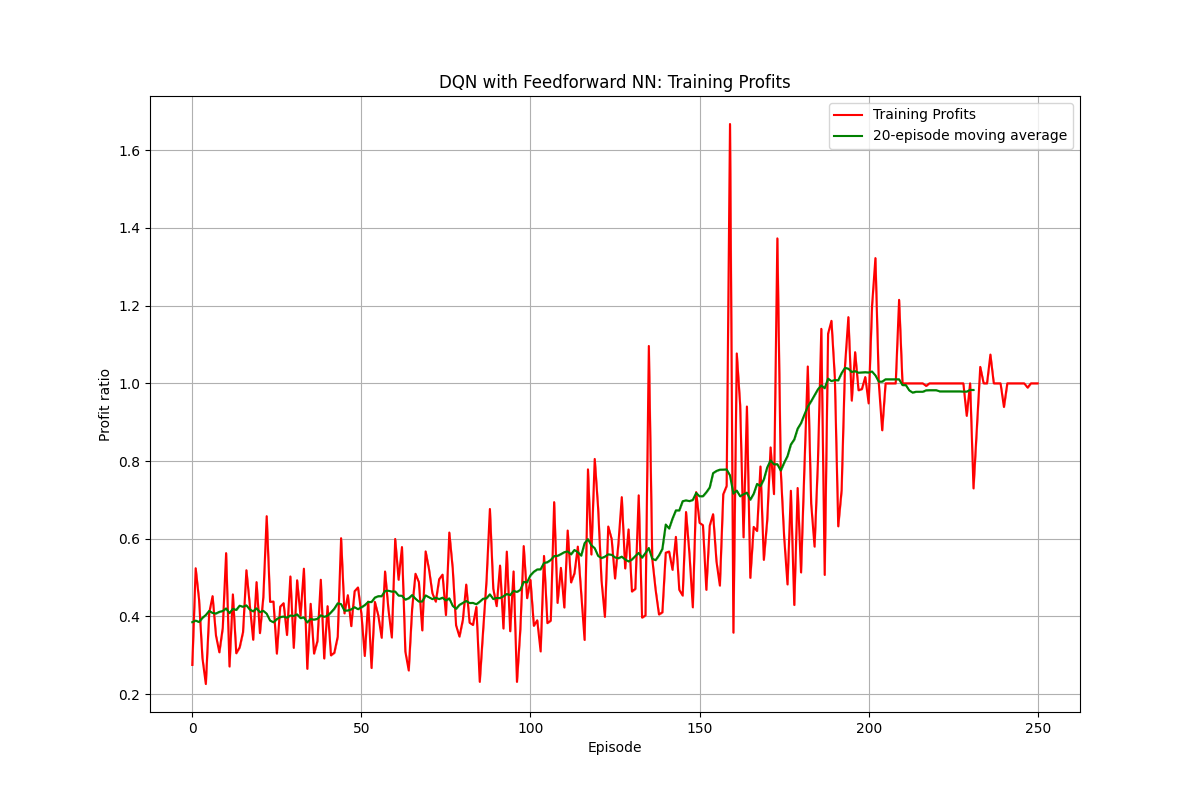 DQN with Feedforward NN: Training Profits
Training Profits
20-episode moving average
1.6
1.4
1.2
1.0
0.8
0.6
0.4
0.2
Profit ratio
0 50 100 150 200 250
Episode